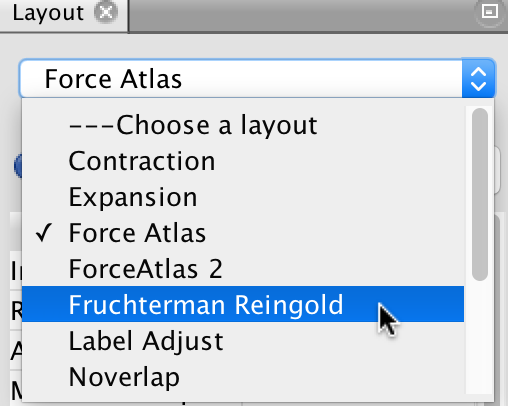 Layout
Force Atlas
---Choose a layout
Contraction
Expansion
Force Atlas
ForceAtlas 2
Fruchterman Reingold
Label Adjust
Noverlap